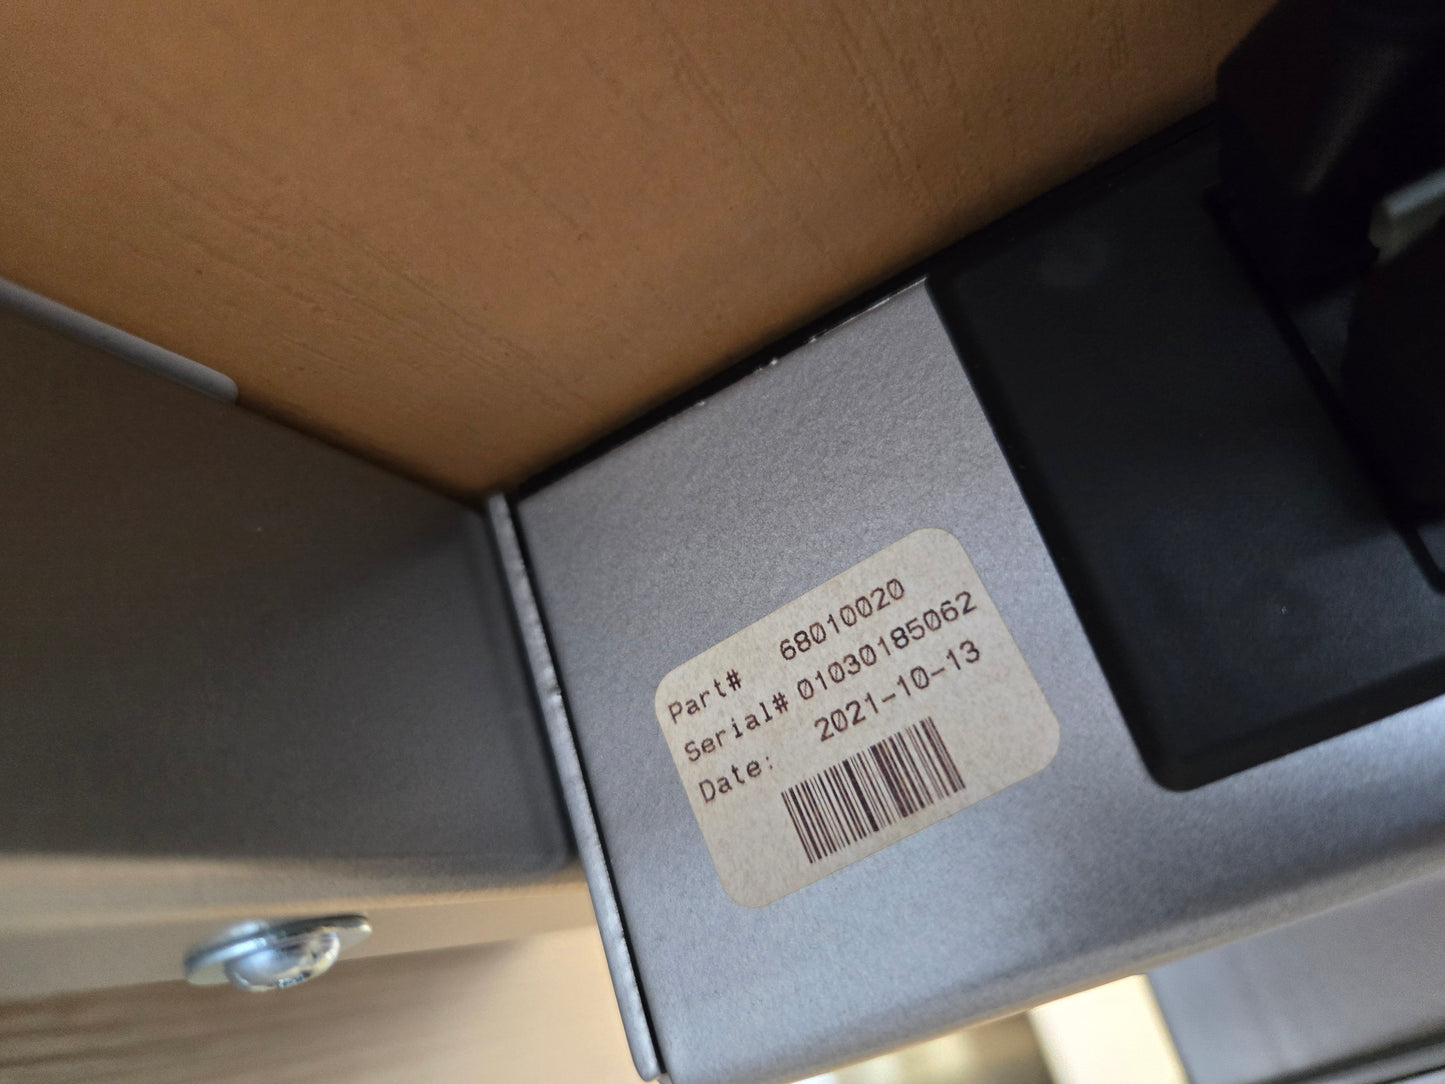 Part# 68010020
Serial# 01030185062
Date: 2021-10-13